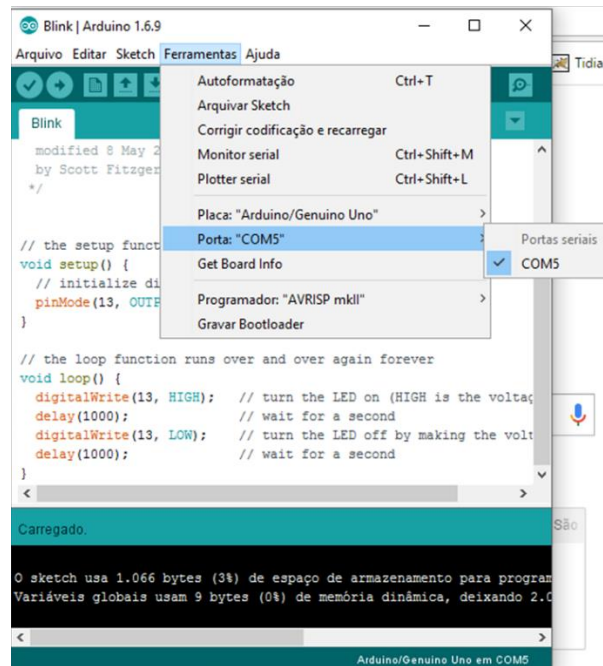 Blink | Arduino 1.6.9
Arquivo Editar Sketch Ferramentas Ajuda
Blink
Autoformatação Ctrl+T
Arquivar Sketch
Corrigir codificação e recarregar
Monitor serial Ctrl+Shift+M
Plotter serial Ctrl+Shift+L
Placa: "Arduino/Genuino Uno"
Porta: "COM5"
Get Board Info
Programador: "AVRISP mkII"
Gravar Bootloader
Portas seriais
COM5
Tidia
modified 8 May 2
by Scott Fitzger
*/
// the setup funct
void setup() {
// initialize di
pinMode(13, OUTP
}
// the loop function runs over and over again forever
void loop() {
digitalWrite(13, HIGH); // turn the LED on (HIGH is the voltag
delay(1000); // wait for a second
digitalWrite(13, LOW); // turn the LED off by making the volt
delay(1000); // wait for a second
}
São
Carregado.
O sketch usa 1.066 bytes (3%) de espaço de armazenamento para program
Variáveis globais usam 9 bytes (0%) de memória dinâmica, deixando 2.0
Arduino/Genuino Uno em COM5